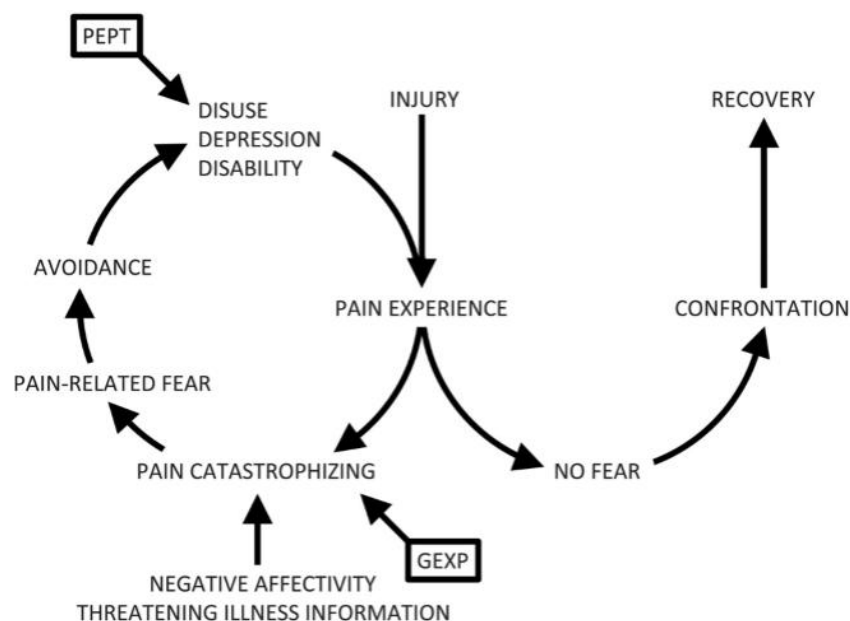 PEPT
DISUSE
DEPRESSION
DISABILITY
INJURY
RECOVERY
AVOIDANCE
PAIN EXPERIENCE
CONFRONTATION
PAIN-RELATED FEAR
PAIN CATASTROPHIZING
NO FEAR
GEXP
NEGATIVE AFFECTIVITY
THREATENING ILLNESS INFORMATION